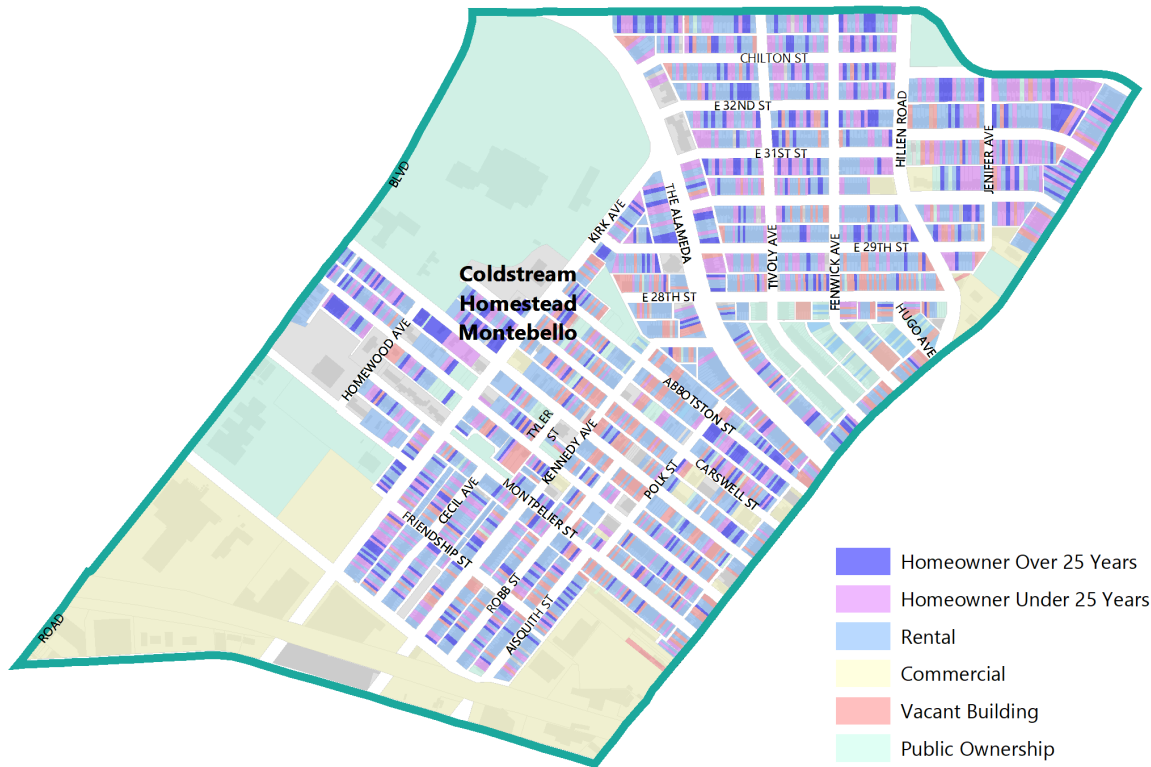 CHILTON ST
E 32ND ST
HILLEN ROAD
E 31ST ST
JENIFER AVE
BLVD
THE ALAMEDA
KIRK AVE
TIVOLY AVE
FENWICK AVE
E 29TH ST
Coldstream
Homestead
Montebello
E 28TH ST
HUGO AVE
HOMEWOOD AVE
ABBOTSTON ST
TYLER
ST
KENNEDY AVE
POLK ST
CARSWELL ST
CECIL AVE
MONTPELIER ST
FRIENDSHIP ST
ROBB ST
AISQUITH ST
ROAD
Homeowner Over 25 Years
Homeowner Under 25 Years
Rental
Commercial
Vacant Building
Public Ownership